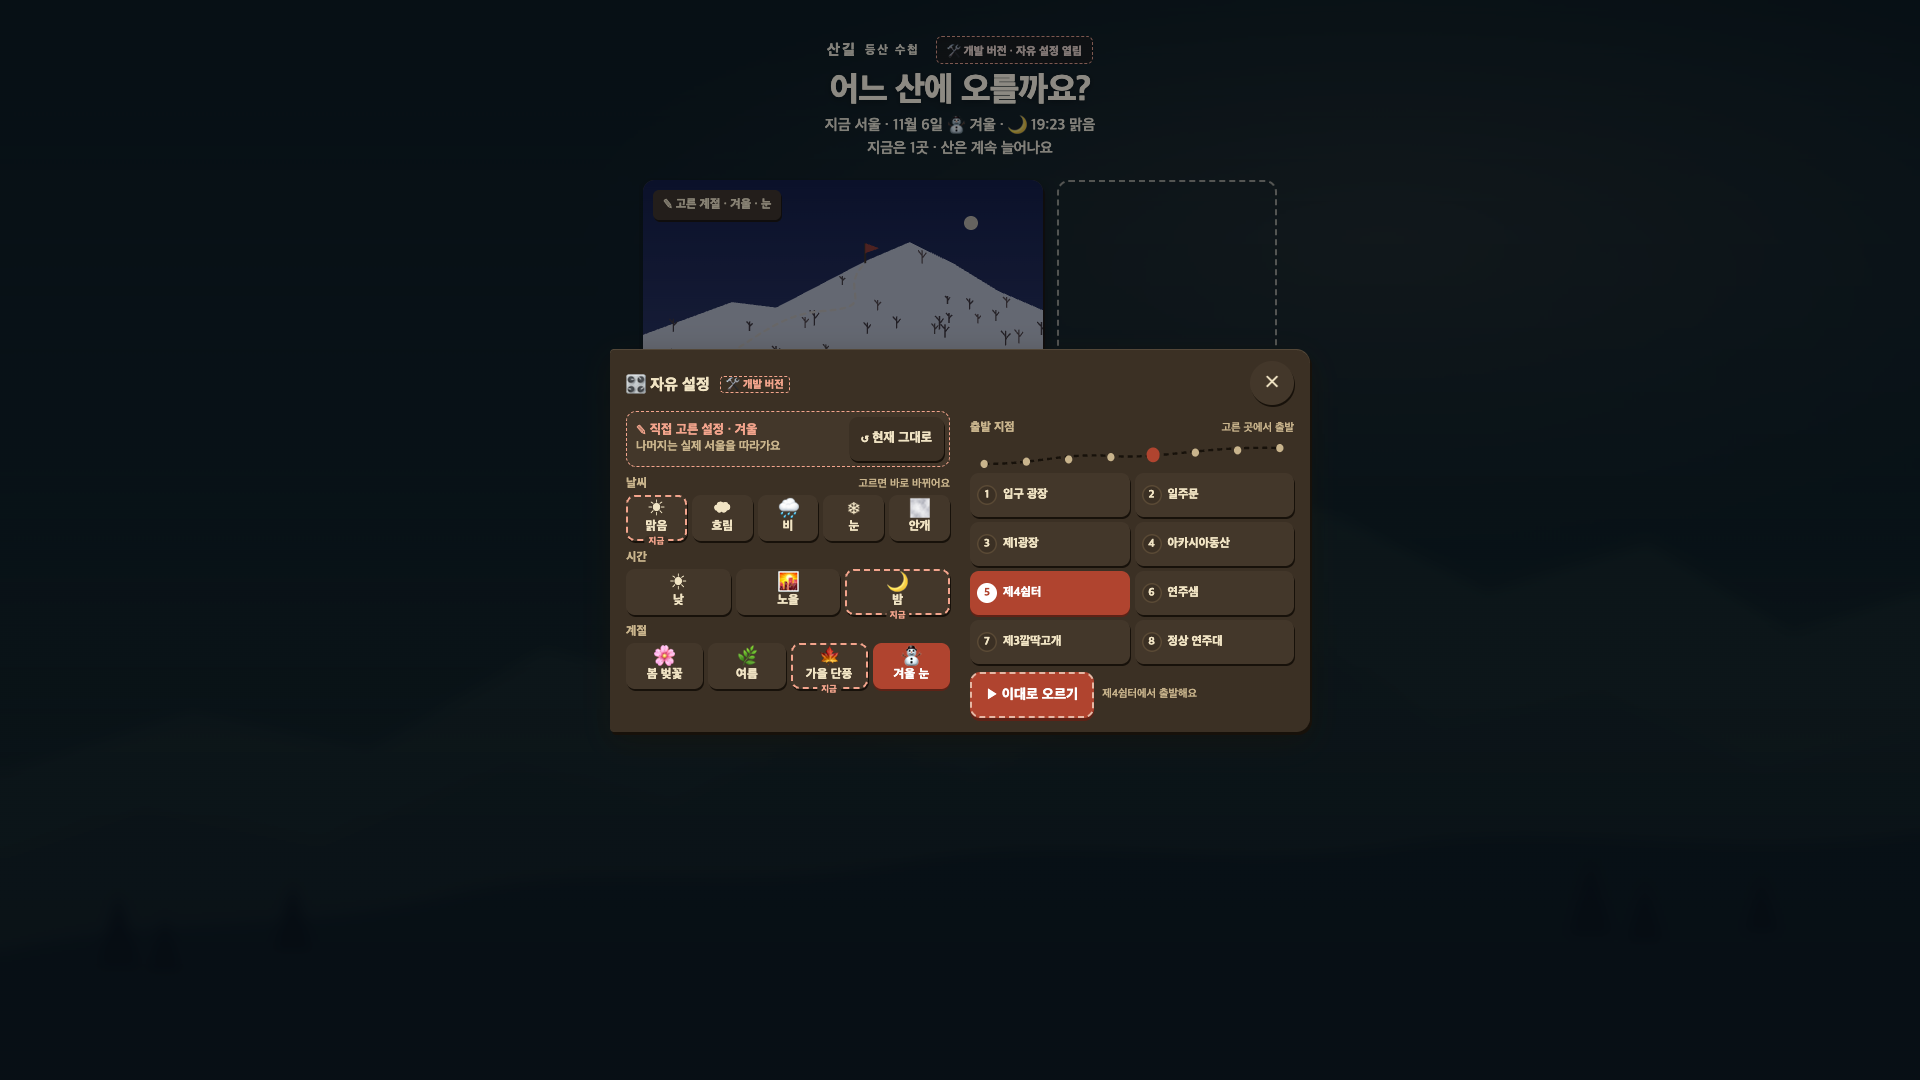 산길 등산 수첩 🛠 개발 버전 · 자유 설정 열림
어느 산에 오를까요?
지금 서울 · 11월 6일 ⛄ 겨울 · 🌙 19:23 맑음
지금은 1곳 · 산은 계속 늘어나요
✎ 고른 계절 · 겨울 · 눈
🎛 자유 설정 🛠 개발 버전
✕
✎ 직접 고른 설정 · 겨울
나머지는 실제 서울을 따라가요
↺ 현재 그대로
날씨 고르면 바로 바뀌어요
맑음 흐림 비 눈 안개
지금
시간
낮 노을 밤
지금
계절
봄 벚꽃 여름 가을 단풍 겨울 눈
지금
출발 지점 고른 곳에서 출발
1 입구 광장
2 일주문
3 제1광장
4 아카시아동산
5 제4쉼터
6 연주샘
7 제3깔딱고개
8 정상 연주대
▶ 이대로 오르기 제4쉼터에서 출발해요